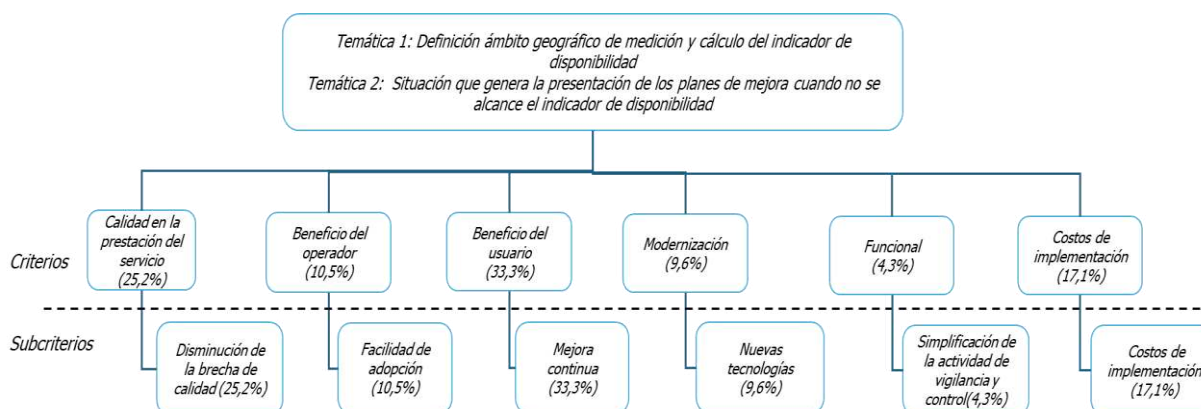 Temática 1: Definición ámbito geográfico de medición y cálculo del indicador de
disponibilidad
Temática 2: Situación que genera la presentación de los planes de mejora cuando no se
alcance el indicador de disponibilidad
Criterios
Calidad en la
prestación del
servicio
(25,2%)
Beneficio del
operador
(10,5%)
Beneficio del
usuario
(33,3%)
Modernización
(9,6%)
Funcional
(4,3%)
Costos de
implementación
(17,1%)
Subcriterios
Disminución de
la brecha de
calidad (25,2%)
Facilidad de
adopción
(10,5%)
Mejora
continua
(33,3%)
Nuevas
tecnologías
(9,6%)
Simplificación de
la actividad de
vigilancia y
control(4,3%)
Costos de
implementación
(17,1%)